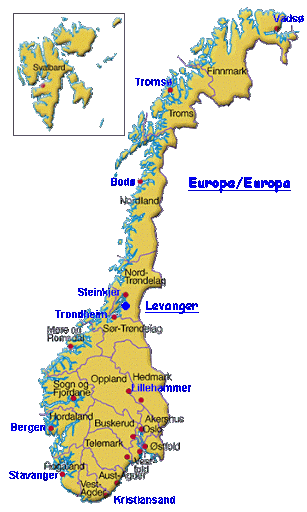 Vadsø
Svalbard
Finnmark
Tromsø
Troms
Bodø
Europe/Europa
Nordland
Nord-
Trøndelag
Steinkjer
Levanger
Trondheim
Sør-Trøndelag
Møre og
Romsdal
Hedmark
Oppland
Sogn og
Fjordane
Lillehammer
Hordaland
Akershus
Buskerud
Oslo
Bergen
Telemark
Østfold
Vest-
fold
Rogaland
Stavanger
Aust-Agder
Vest-
Agder
Kristiansand